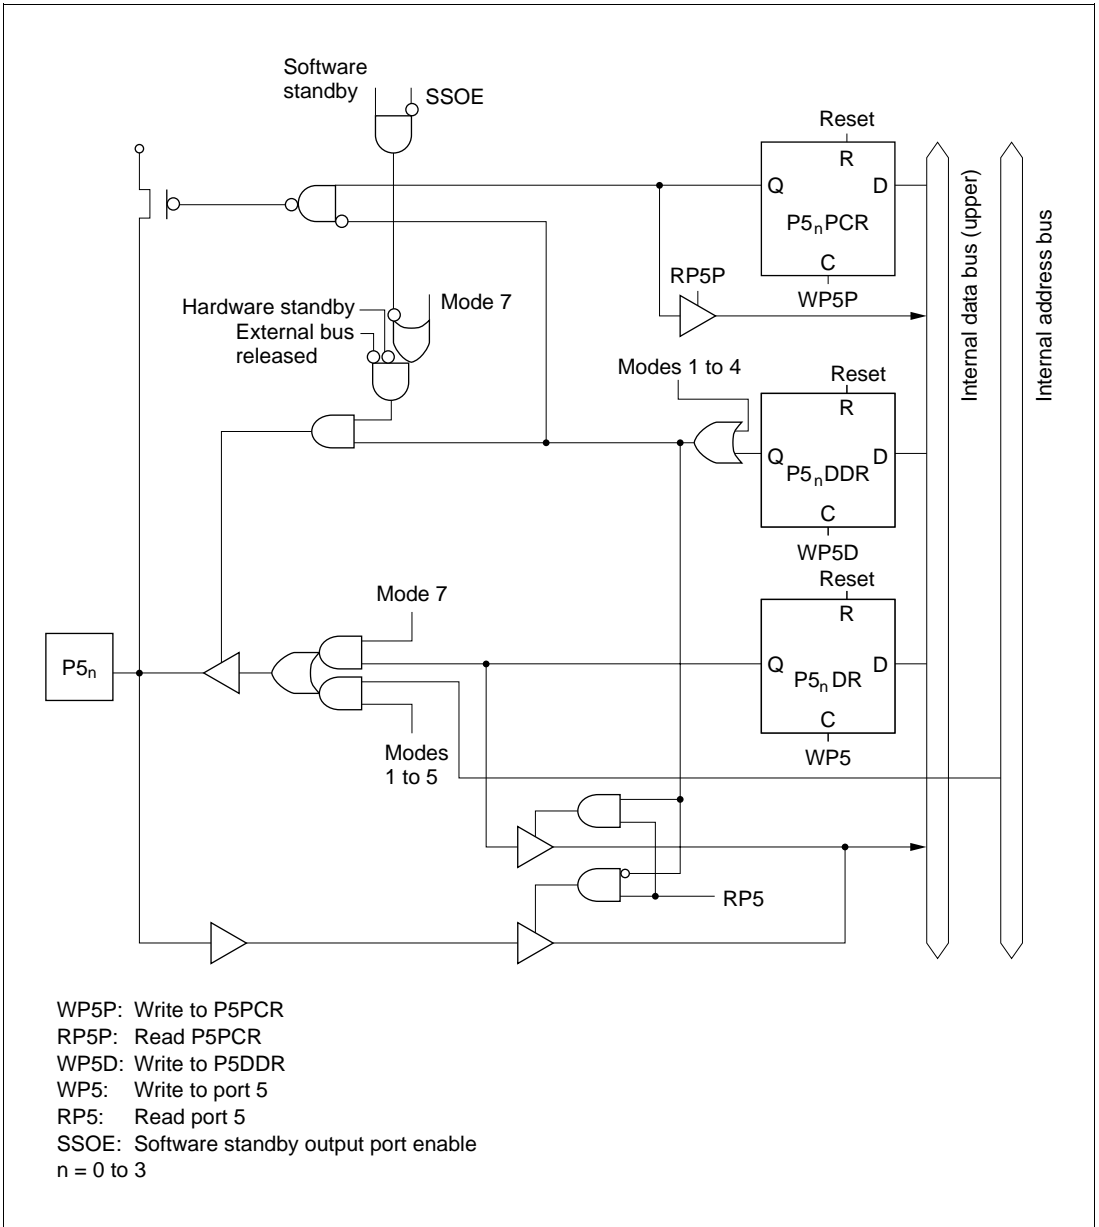 Software
standby
SSOE
Reset
R
Q
D
P5nPCR
C
WP5P
RP5P
Hardware standby
Mode 7
External bus
released
Modes 1 to 4
Reset
R
Q
D
P5nDDR
C
WP5D
Internal data bus (upper)
Internal address bus
Mode 7
Reset
R
Q
D
P5n DR
C
WP5
P5n
Modes
1 to 5
RP5
WP5P: Write to P5PCR
RP5P: Read P5PCR
WP5D: Write to P5DDR
WP5: Write to port 5
RP5: Read port 5
SSOE: Software standby output port enable
n = 0 to 3